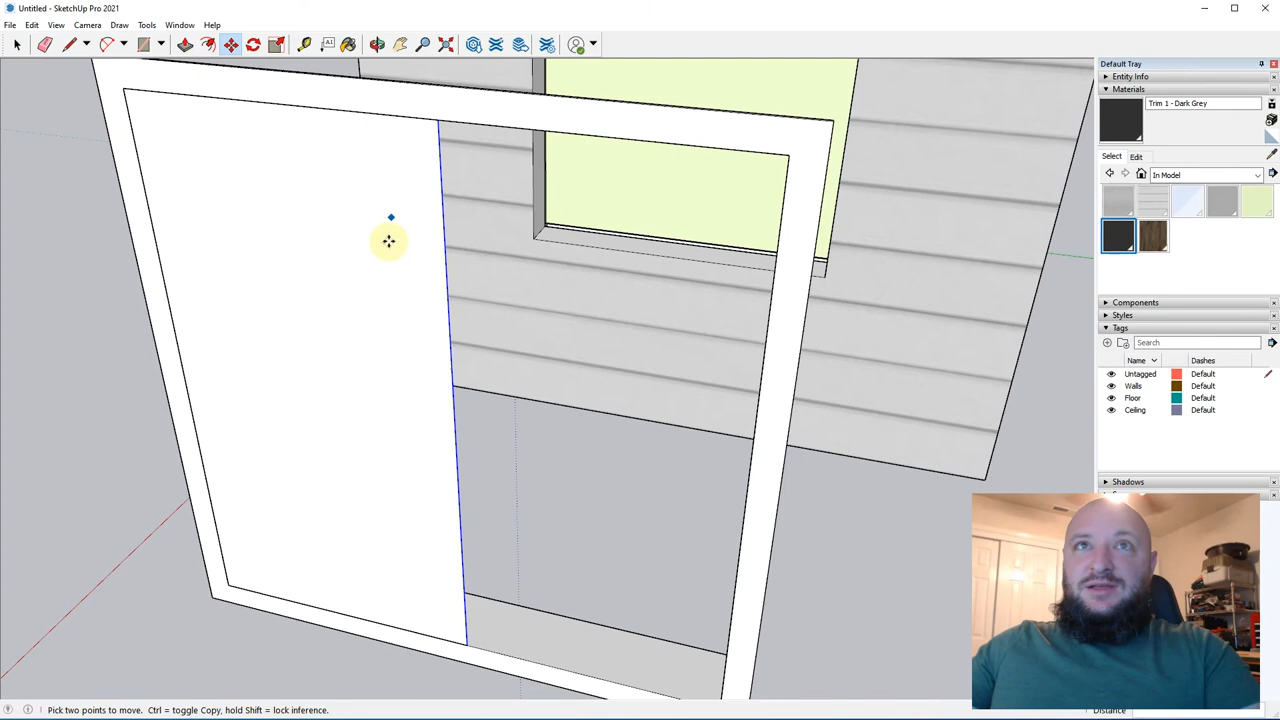 Untitled - SketchUp Pro 2021
File Edit View Camera Draw Tools Window Help
Default Tray
Entity Info
Materials
Trim 1 - Dark Grey
Select Edit
In Model
Components
Styles
Tags
Search
Name Dashes
Untagged Default
Walls Default
Floor Default
Ceiling Default
Shadows
Pick two points to move. Ctrl = toggle Copy, hold Shift = lock inference.
Distance